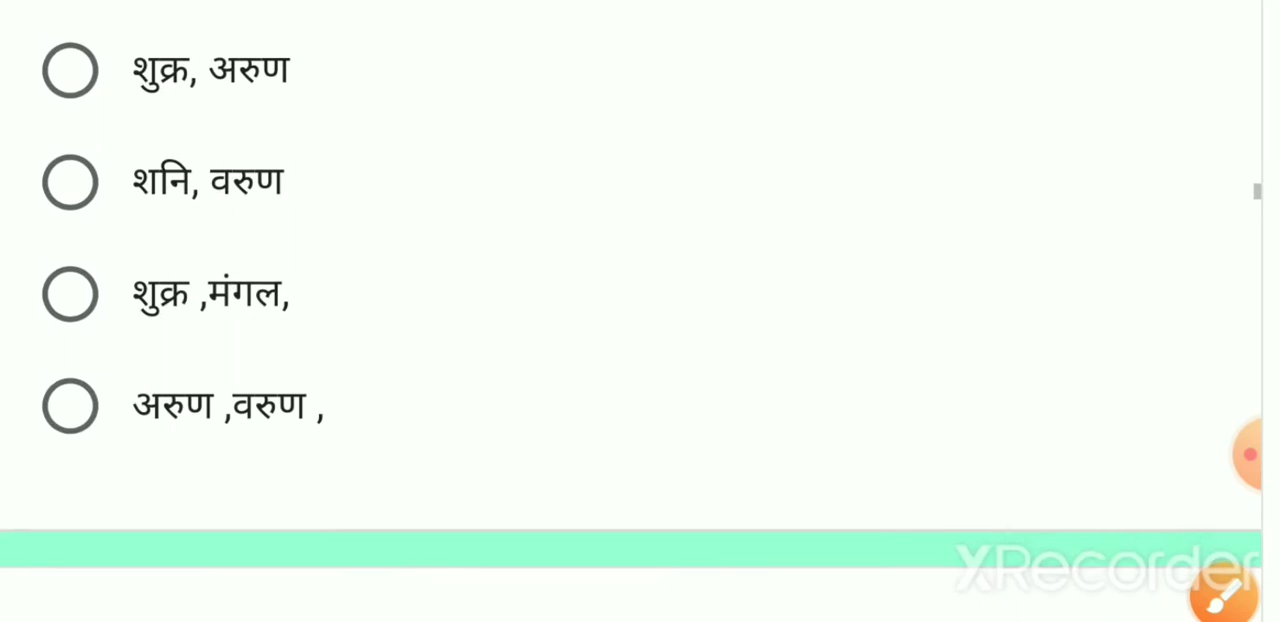 शुक्र, अरुण
शनि, वरुण
शुक्र ,मंगल,
अरुण ,वरुण ,
XRecorder